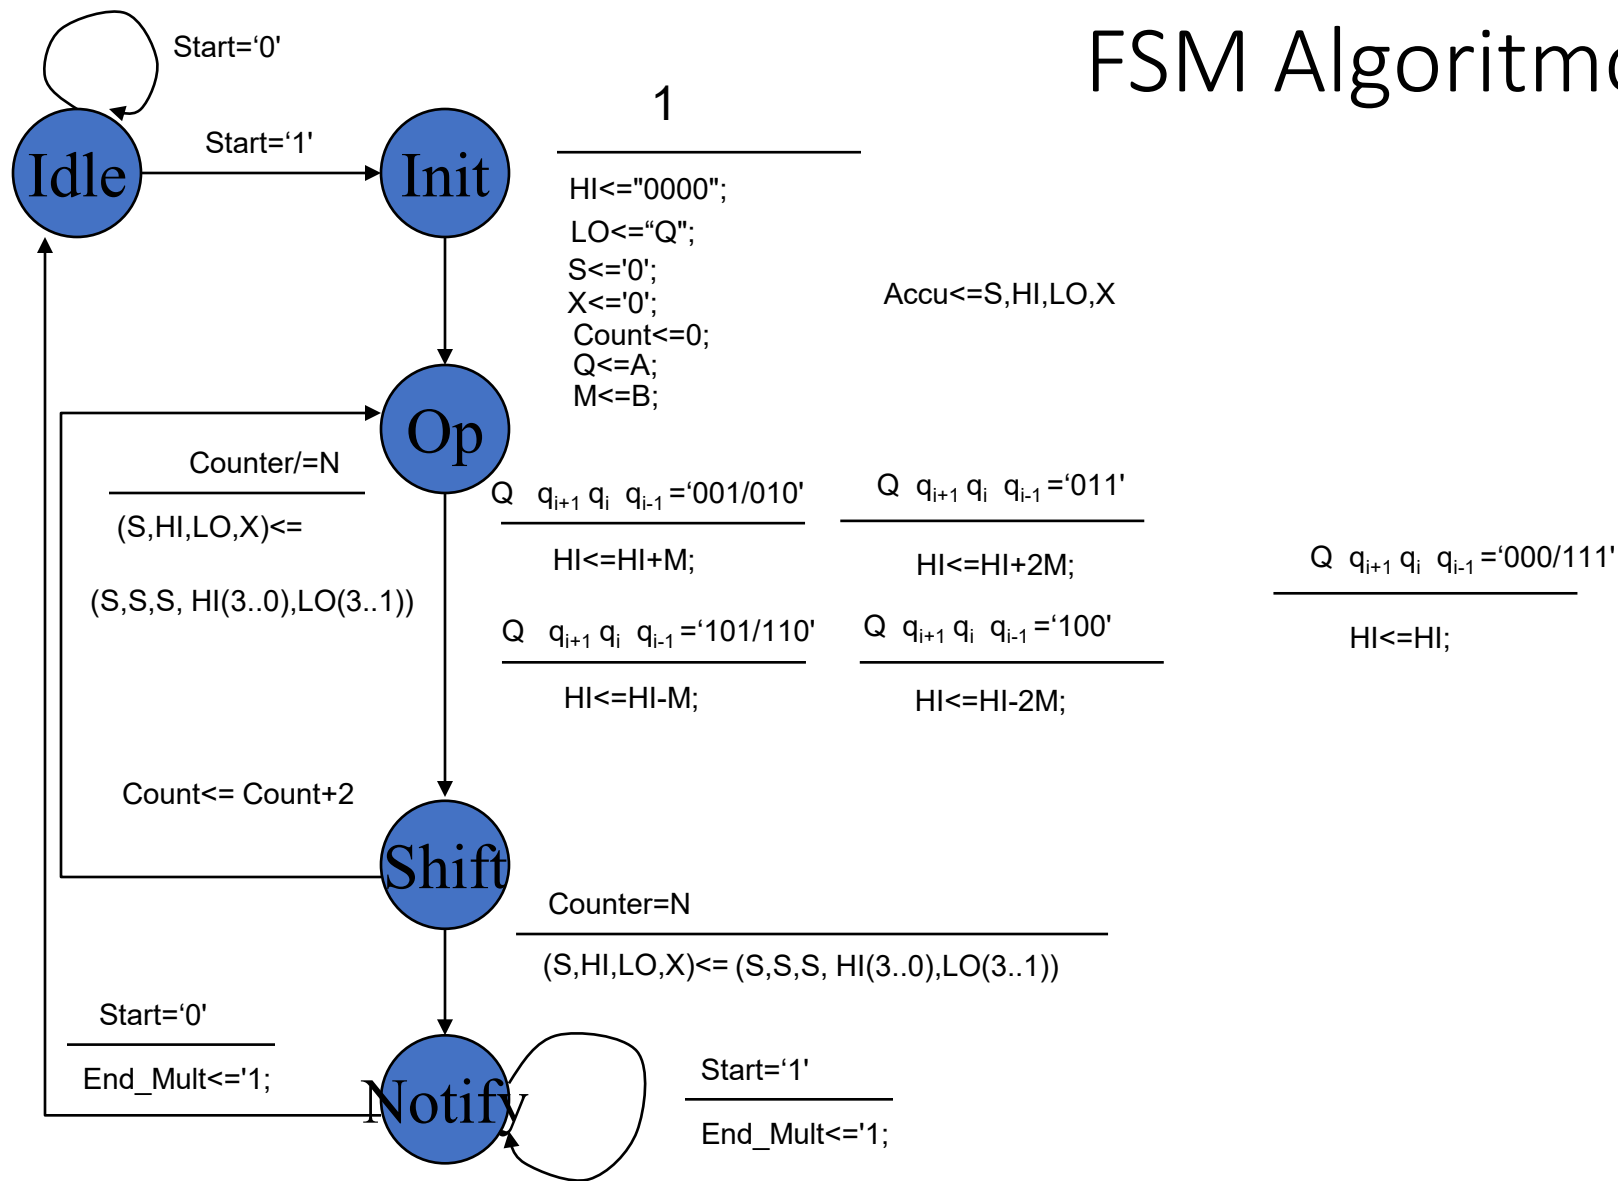 FSM Algoritmo
Start=‘0'
Start=‘1'
Idle
Init
1
HI<="0000";
LO<=“Q";
S<='0';
X<='0';
Count<=0;
Q<=A;
M<=B;
Accu<=S,HI,LO,X
Op
Counter/=N
(S,HI,LO,X)<=
(S,S,S, HI(3..0),LO(3..1))
Q qi+1 qi qi-1 =‘001/010'
HI<=HI+M;
Q qi+1 qi qi-1 =‘011'
HI<=HI+2M;
Q qi+1 qi qi-1 =‘000/111'
HI<=HI;
Q qi+1 qi qi-1 =‘101/110'
HI<=HI-M;
Q qi+1 qi qi-1 =‘100'
HI<=HI-2M;
Count<= Count+2
Shift
Counter=N
(S,HI,LO,X)<= (S,S,S, HI(3..0),LO(3..1))
Start=‘0'
End_Mult<='1;
Notify
Start=‘1'
End_Mult<='1;